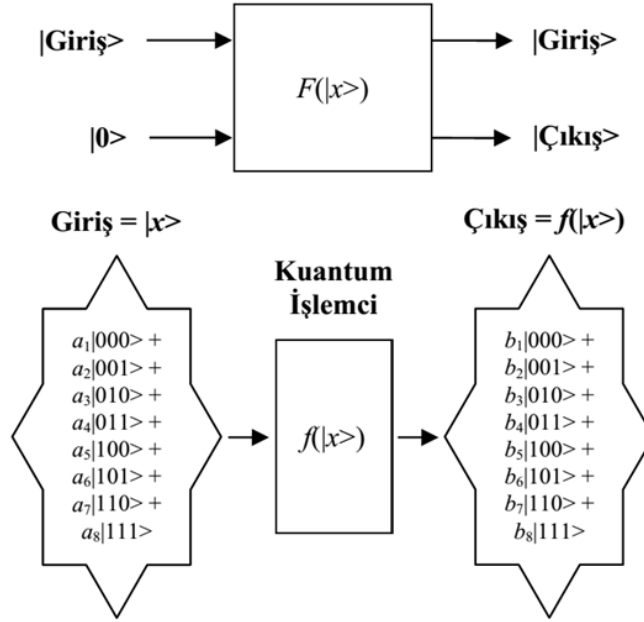 |Giriş>
F(|x>)
|Giriş>
|0>
|Çıkış>
Giriş = |x>
Çıkış = f(|x>)
Kuantum
İşlemci
a₁|000> +
a₂|001> +
a₃|010> +
a₄|011> +
a₅|100> +
a₆|101> +
a₇|110> +
a₈|111>
f(|x>)
b₁|000> +
b₂|001> +
b₃|010> +
b₄|011> +
b₅|100> +
b₆|101> +
b₇|110> +
b₈|111>